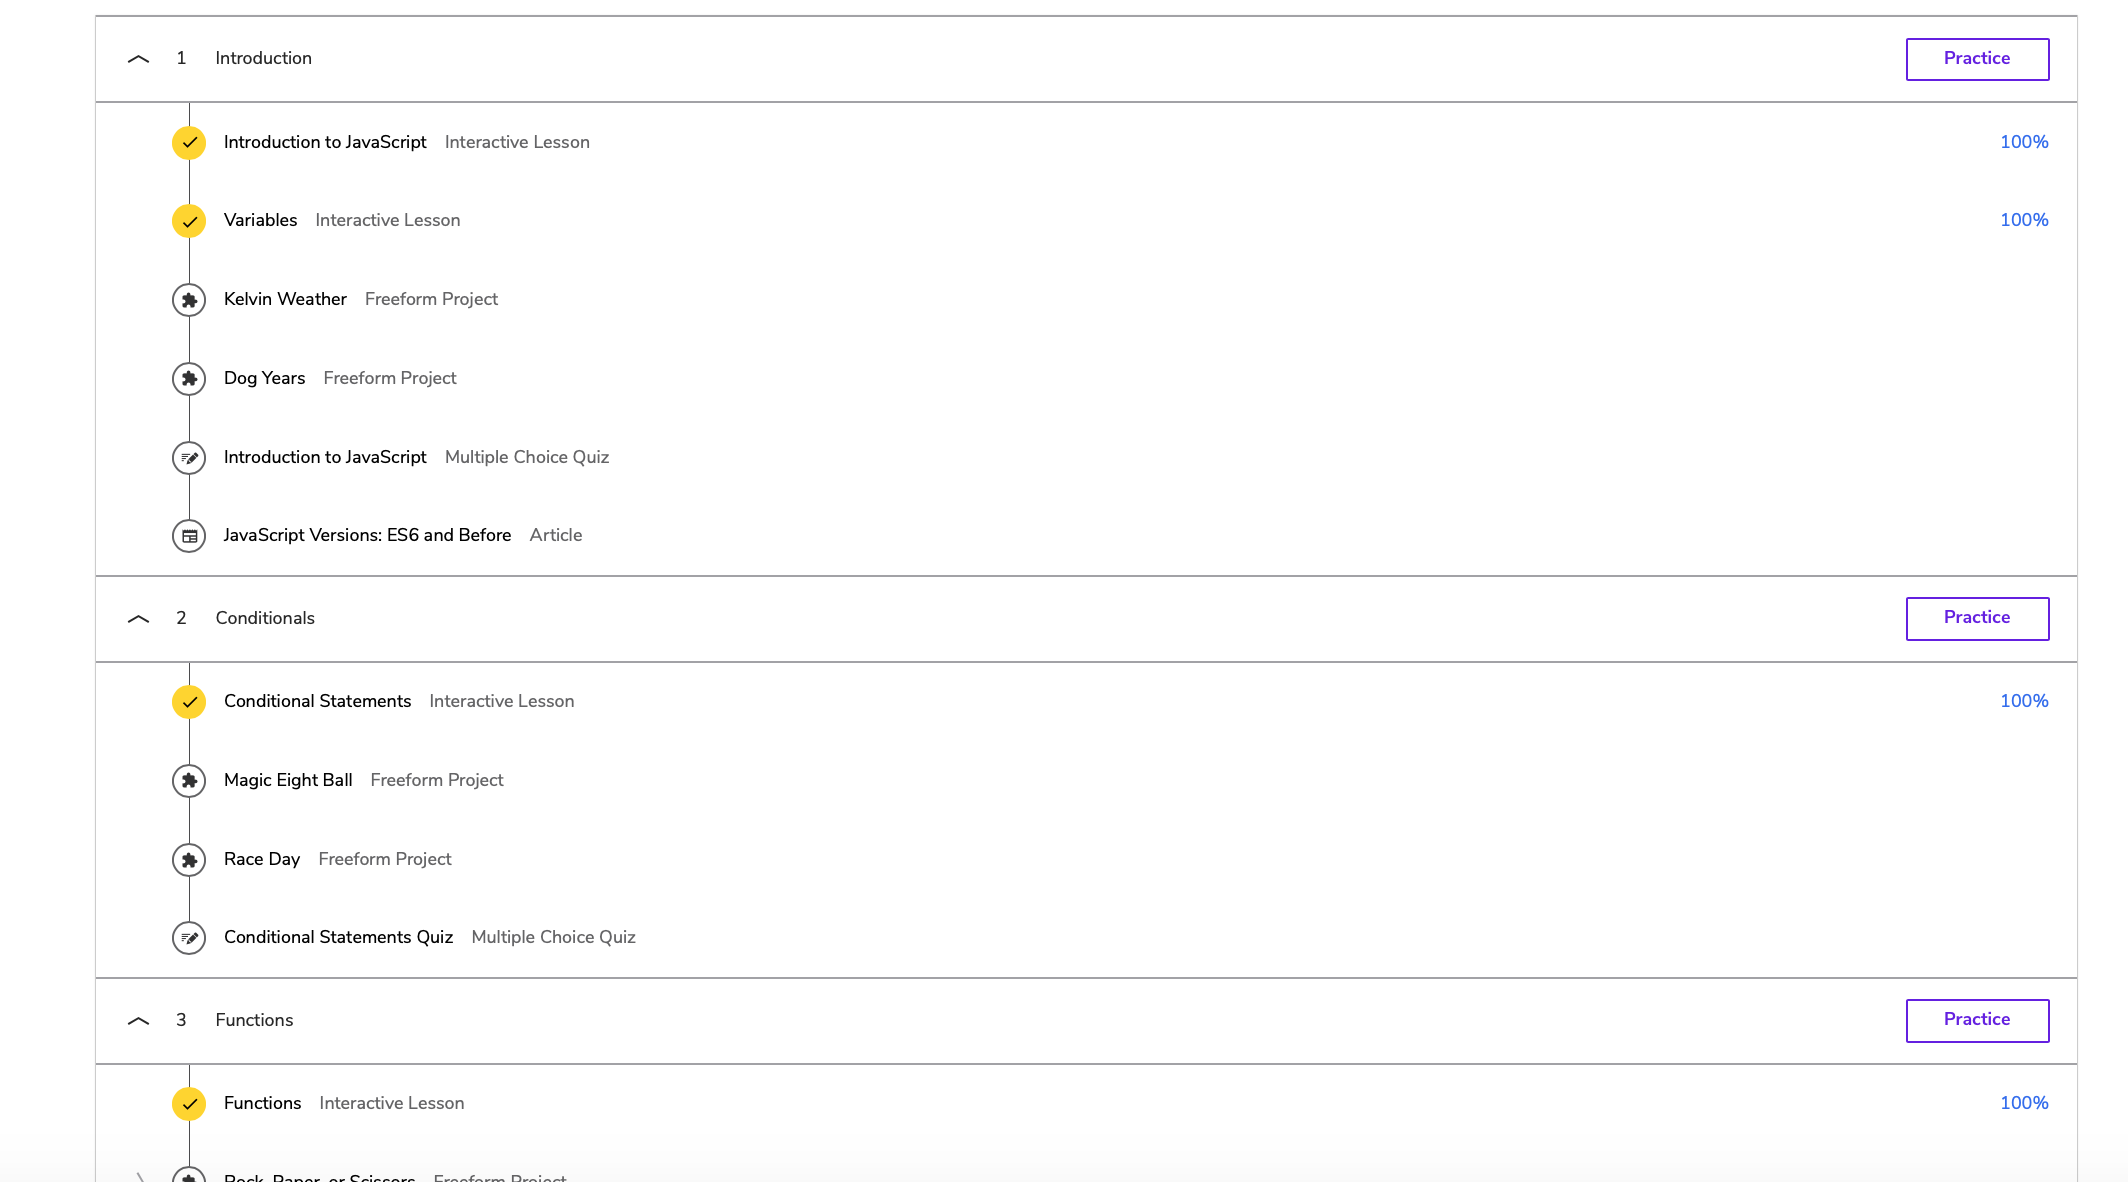 1 Introduction Practice
Introduction to JavaScript Interactive Lesson 100%
Variables Interactive Lesson 100%
Kelvin Weather Freeform Project
Dog Years Freeform Project
Introduction to JavaScript Multiple Choice Quiz
JavaScript Versions: ES6 and Before Article
2 Conditionals Practice
Conditional Statements Interactive Lesson 100%
Magic Eight Ball Freeform Project
Race Day Freeform Project
Conditional Statements Quiz Multiple Choice Quiz
3 Functions Practice
Functions Interactive Lesson 100%
Rock, Paper, or Scissors Freeform Project